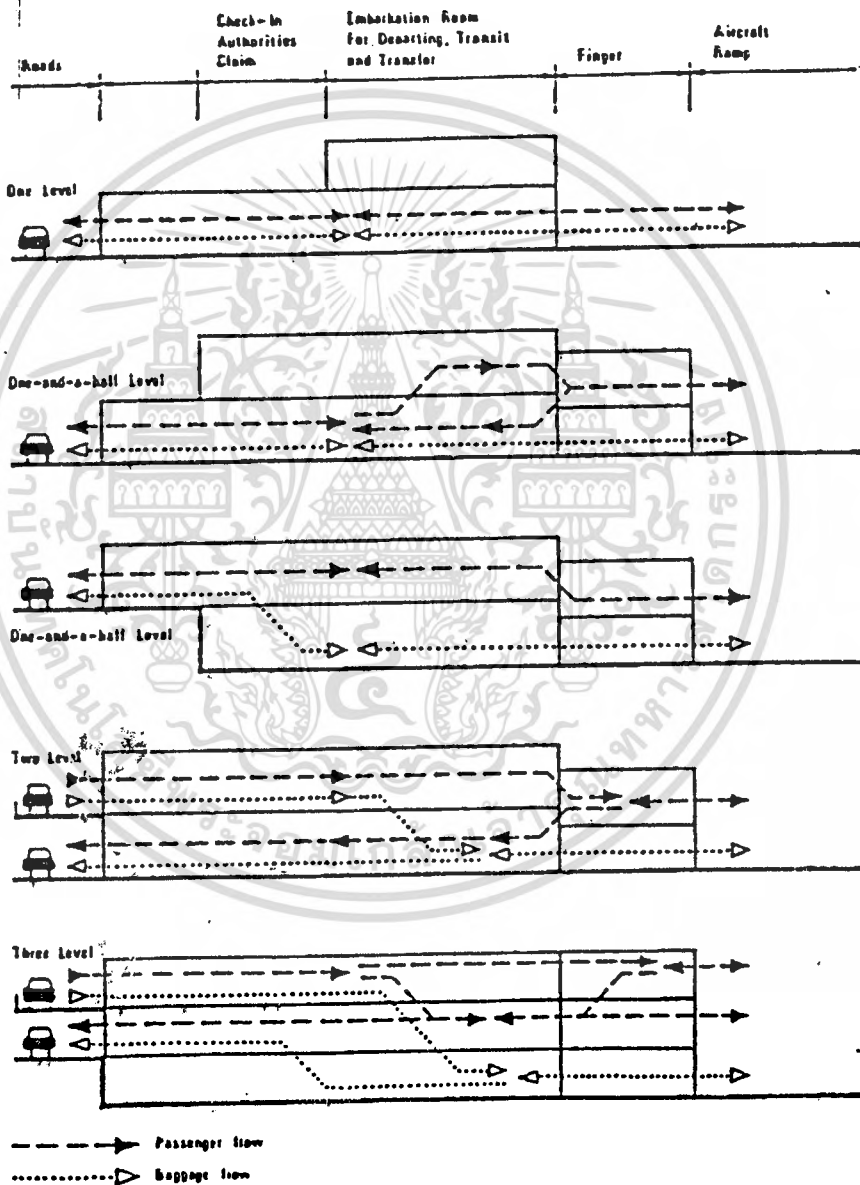 Roads
Check-In
Authorities
Claim
Embarkation Room
For Departing, Transit
and Transfer
Finger
Aircraft
Ramp
One Level
One-and-a-half Level
One-and-a-half Level
Two Level
Three Level
Passenger flow
Baggage flow